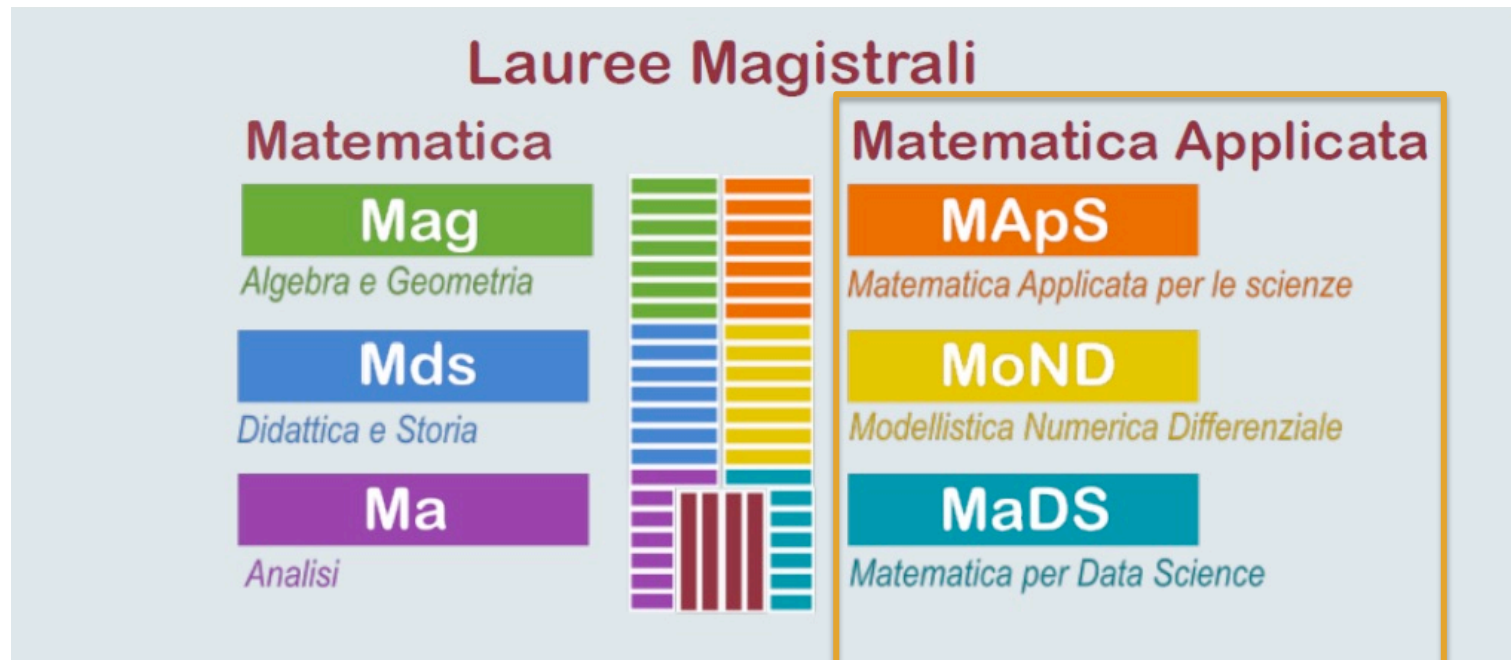 Lauree Magistrali
Matematica
Mag
Algebra e Geometria
Mds
Didattica e Storia
Ma
Analisi
Matematica Applicata
MApS
Matematica Applicata per le scienze
MoND
Modellistica Numerica Differenziale
MaDS
Matematica per Data Science